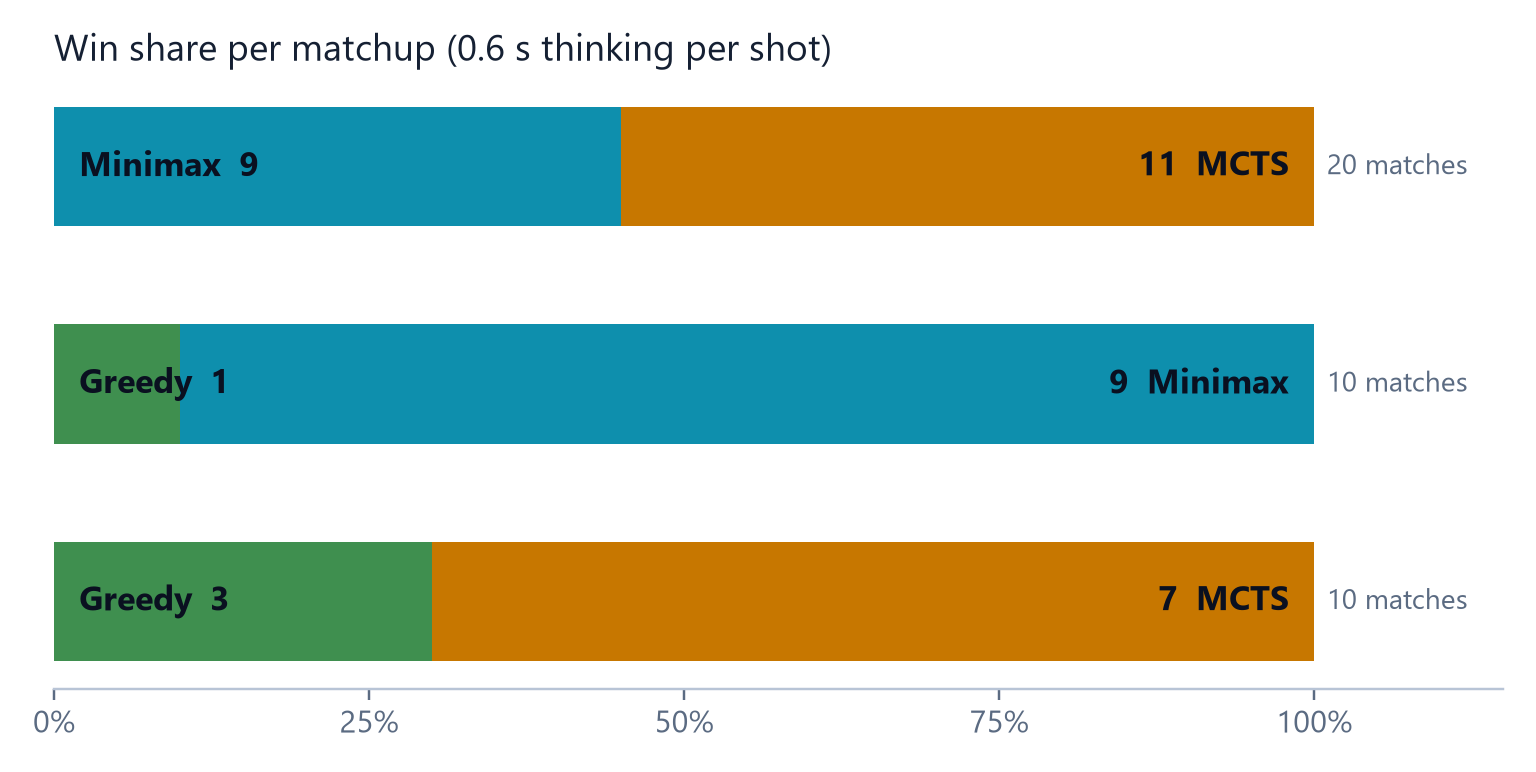 Win share per matchup (0.6 s thinking per shot)
Minimax 9 11 MCTS 20 matches
Greedy 1 9 Minimax 10 matches
Greedy 3 7 MCTS 10 matches
0% 25% 50% 75% 100%